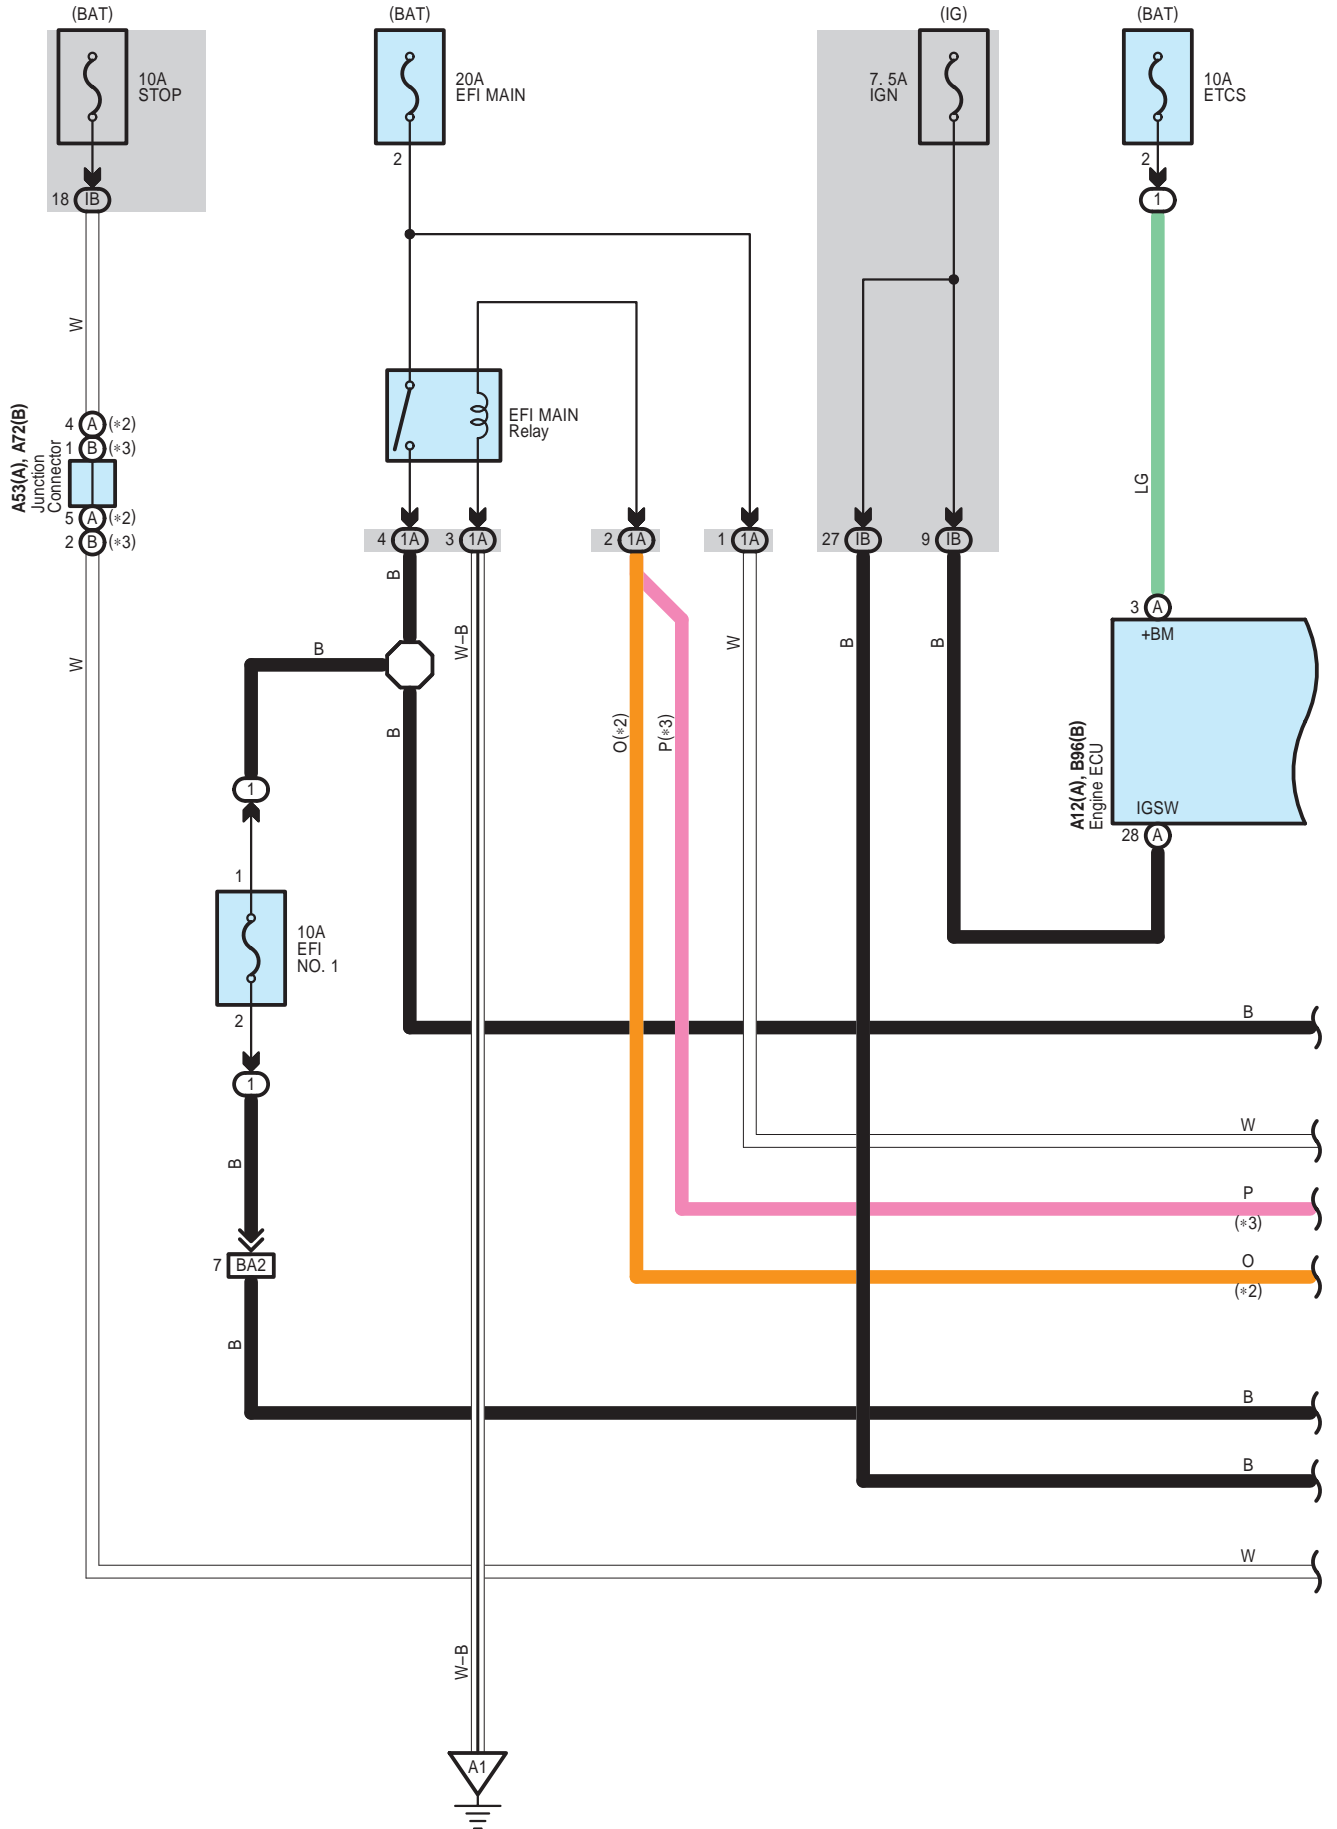 (BAT)
(BAT)
(IG)
(BAT)
10A
STOP
20A
EFI MAIN
7. 5A
IGN
10A
ETCS
2
2
18 IB
1
W
EFI MAIN
Relay
A53(A), A72(B)
Junction
Connector
4 A (*2)
1 B (*3)
5 A (*2)
2 B (*3)
LG
4 1A
3 1A
2 1A
1 1A
27 IB
9 IB
B
3 A
+BM
W
B
W-B
W
B
B
B
O(*2)
P(*3)
A12(A), B96(B)
Engine ECU
IGSW
28 A
1
1
10A
EFI
NO. 1
2
1
B
B
W
P
(*3)
7 BA2
O
(*2)
B
B
B
W
W-B
A1